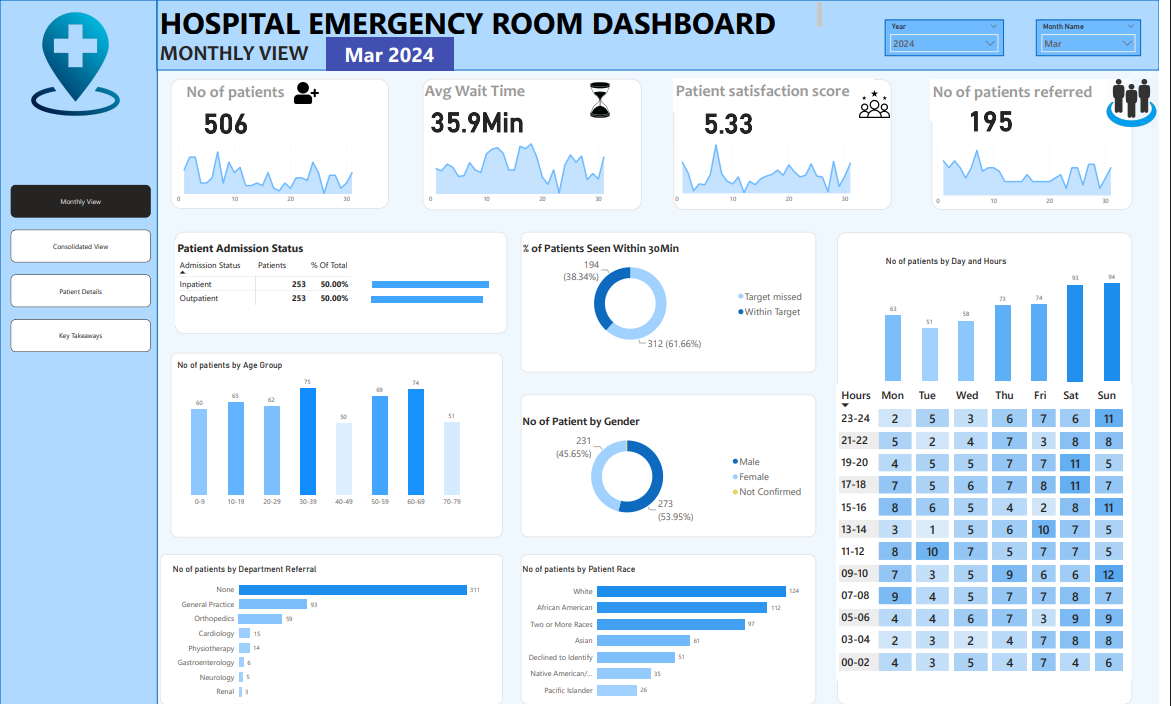 HOSPITAL EMERGENCY ROOM DASHBOARD
MONTHLY VIEW
Mar 2024
Year
2024
Month Name
Mar
Monthly View
Consolidated View
Patient Details
Key Takeaways
No of patients
506
0 10 20 30
Avg Wait Time
35.9Min
0 10 20 30
Patient satisfaction score
5.33
0 10 20 30
No of patients referred
195
0 10 20 30
Patient Admission Status
Admission Status Patients % Of Total
Inpatient 253 50.00%
Outpatient 253 50.00%
% of Patients Seen Within 30Min
194
(38.34%)
312 (61.66%)
Target missed
Within Target
No of patients by Age Group
60 65 62 75 50 69 74 51
0-9 10-19 20-29 30-39 40-49 50-59 60-69 70-79
No of Patient by Gender
231
(45.65%)
273
(53.95%)
Male
Female
Not Confirmed
No of patients by Department Referral
None 311
General Practice 93
Orthopedics 59
Cardiology 15
Physiotherapy 14
Gastroenterology 6
Neurology 5
Renal 3
No of patients by Patient Race
White 124
African American 112
Two or More Races 97
Asian 61
Declined to Identify 51
Native American/... 35
Pacific Islander 26
No of patients by Day and Hours
63 51 58 73 74 93 94
Hours Mon Tue Wed Thu Fri Sat Sun
23-24 2 5 3 6 7 6 11
21-22 5 2 4 7 3 8 8
19-20 4 5 5 7 7 11 5
17-18 7 5 6 7 8 11 7
15-16 8 6 5 4 2 8 11
13-14 3 1 5 6 10 7 5
11-12 8 10 7 5 7 7 5
09-10 7 3 5 9 6 6 12
07-08 9 4 5 7 7 8 7
05-06 4 4 6 7 3 9 9
03-04 2 3 2 4 7 8 8
00-02 4 3 5 4 7 4 6